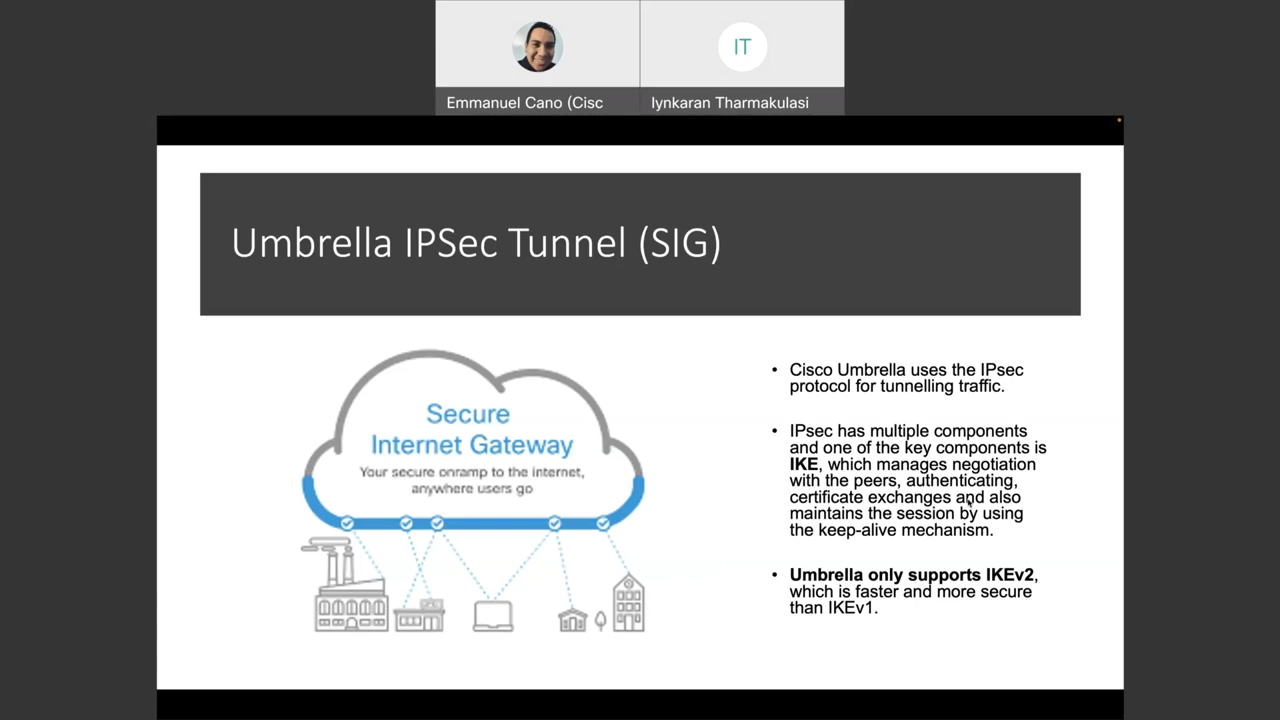 IT
Emmanuel Cano (Cisc
Iynkaran Tharmakulasi
Umbrella IPSec Tunnel (SIG)
Secure
Internet Gateway
Your secure onramp to the internet,
anywhere users go
• Cisco Umbrella uses the IPsec
protocol for tunnelling traffic.
• IPsec has multiple components
and one of the key components is
IKE, which manages negotiation
with the peers, authenticating,
certificate exchanges and also
maintains the session by using
the keep-alive mechanism.
• Umbrella only supports IKEv2,
which is faster and more secure
than IKEv1.